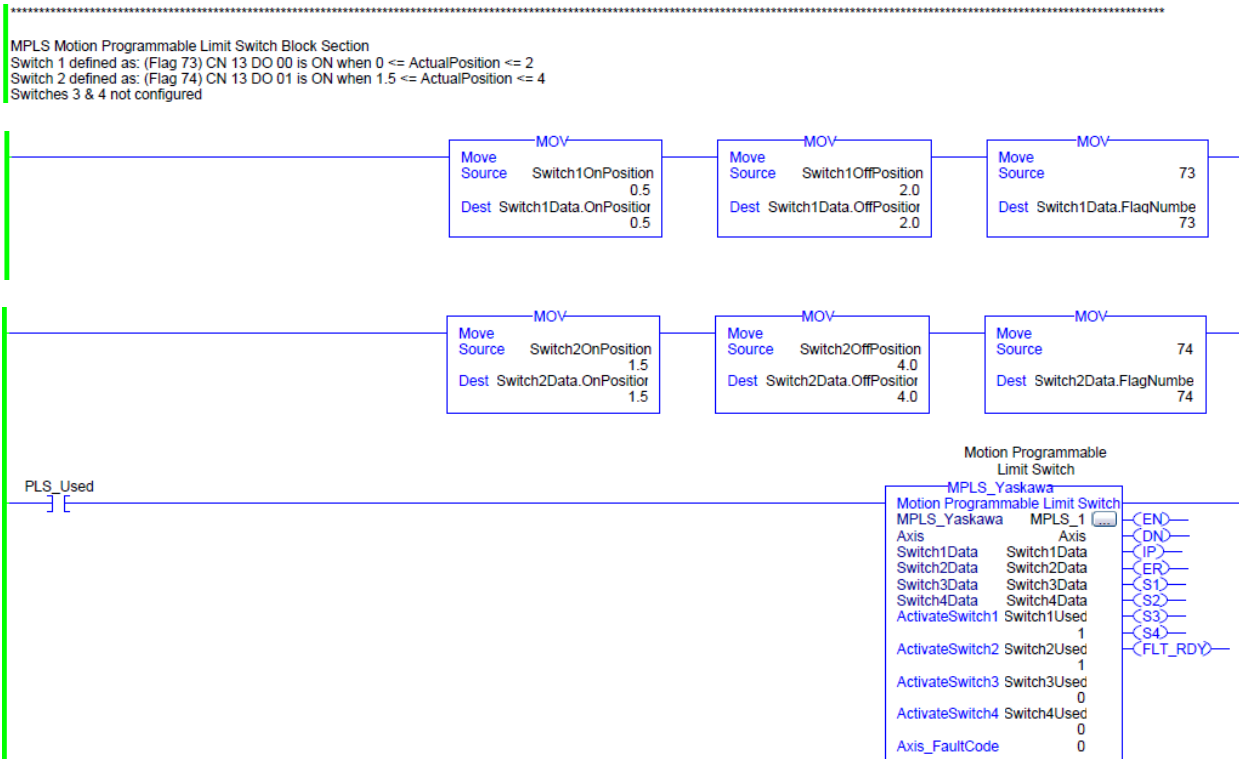 ********************************************************************************
MPLS Motion Programmable Limit Switch Block Section
Switch 1 defined as: (Flag 73) CN 13 DO 00 is ON when 0 <= ActualPosition <= 2
Switch 2 defined as: (Flag 74) CN 13 DO 01 is ON when 1.5 <= ActualPosition <= 4
Switches 3 & 4 not configured
MOV
Move
Source Switch1OnPosition
0.5
Dest Switch1Data.OnPosition
0.5
MOV
Move
Source Switch1OffPosition
2.0
Dest Switch1Data.OffPosition
2.0
MOV
Move
Source 73
Dest Switch1Data.FlagNumbe
73
MOV
Move
Source Switch2OnPosition
1.5
Dest Switch2Data.OnPosition
1.5
MOV
Move
Source Switch2OffPosition
4.0
Dest Switch2Data.OffPosition
4.0
MOV
Move
Source 74
Dest Switch2Data.FlagNumbe
74
PLS_Used
Motion Programmable
Limit Switch
MPLS_Yaskawa
Motion Programmable Limit Switch
MPLS_Yaskawa MPLS_1 ...
Axis Axis
Switch1Data Switch1Data
Switch2Data Switch2Data
Switch3Data Switch3Data
Switch4Data Switch4Data
ActivateSwitch1 Switch1Used
1
ActivateSwitch2 Switch2Used
1
ActivateSwitch3 Switch3Used
0
ActivateSwitch4 Switch4Used
0
Axis_FaultCode 0
EN
DN
IP
ER
S1
S2
S3
S4
FLT_RDY